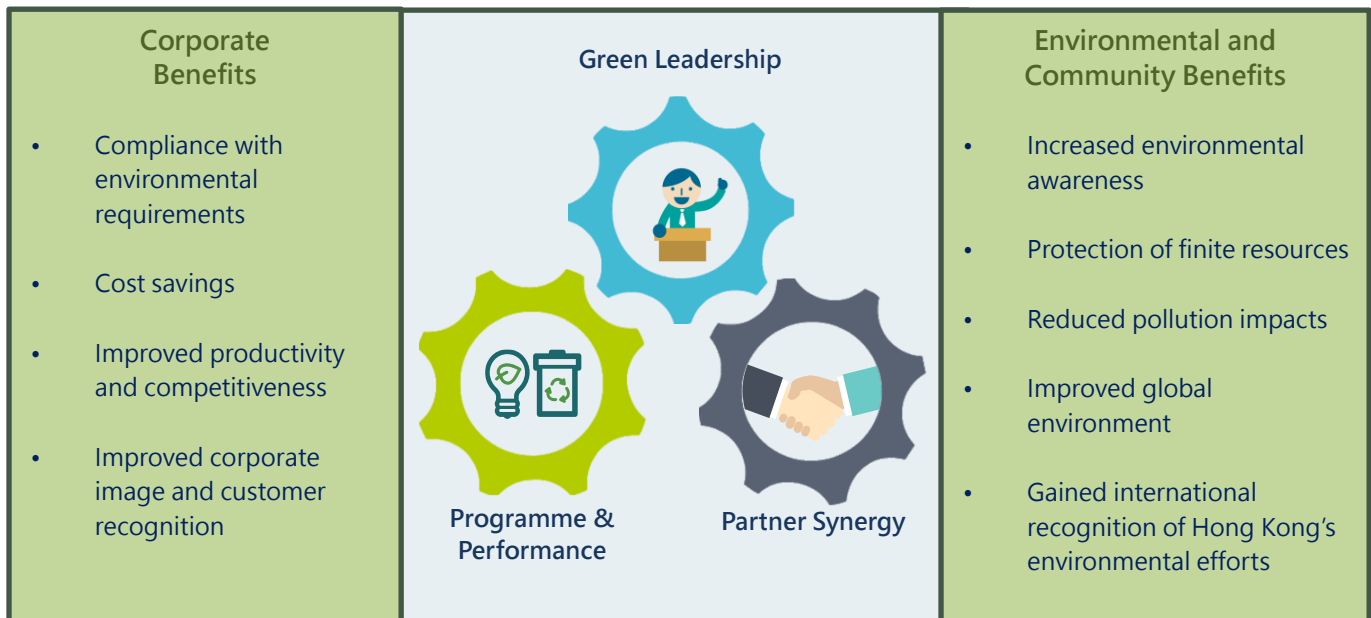 Corporate
Benefits
• Compliance with
environmental
requirements
• Cost savings
• Improved productivity
and competitiveness
• Improved corporate
image and customer
recognition
Green Leadership
Programme &
Performance
Partner Synergy
Environmental and
Community Benefits
• Increased environmental
awareness
• Protection of finite resources
• Reduced pollution impacts
• Improved global
environment
• Gained international
recognition of Hong Kong’s
environmental efforts